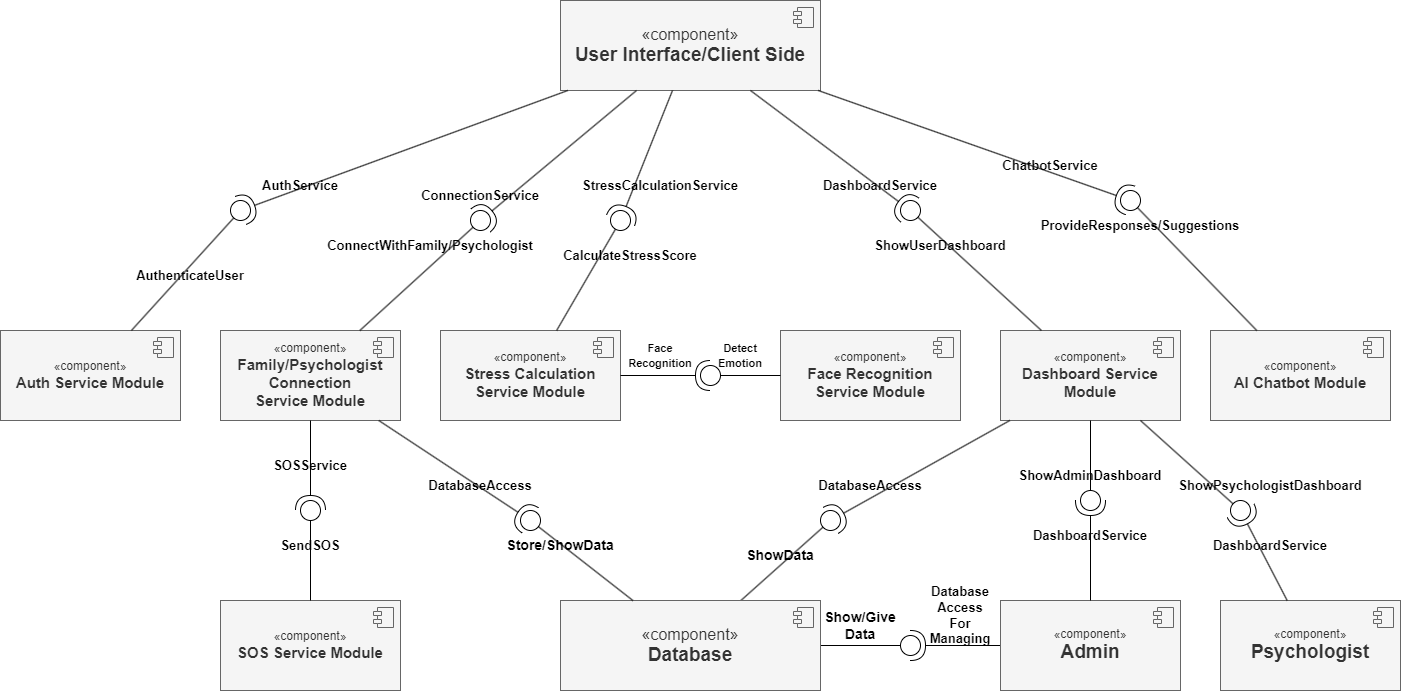 «component»
User Interface/Client Side
ChatbotService
AuthService
StressCalculationService
DashboardService
ConnectionService
ProvideResponses/Suggestions
ConnectWithFamily/Psychologist
ShowUserDashboard
CalculateStressScore
AuthenticateUser
«component»
Auth Service Module
«component»
Family/Psychologist
Connection
Service Module
«component»
Stress Calculation
Service Module
Face
Recognition
Detect
Emotion
«component»
Face Recognition
Service Module
«component»
Dashboard Service
Module
«component»
AI Chatbot Module
SOSService
SendSOS
DatabaseAccess
Store/ShowData
DatabaseAccess
ShowData
ShowAdminDashboard
DashboardService
ShowPsychologistDashboard
DashboardService
«component»
SOS Service Module
«component»
Database
Show/Give
Data
Database
Access
For
Managing
«component»
Admin
«component»
Psychologist